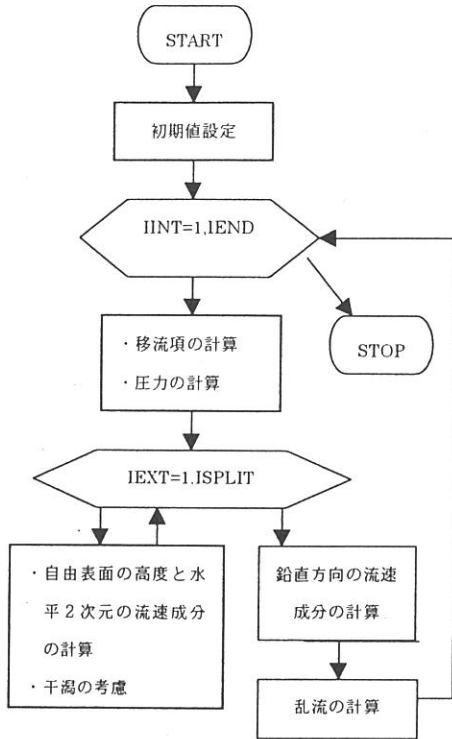 START
初期値設定
IINT=1,IEND
STOP
・移流項の計算
・圧力の計算
IEXT=1.ISPLIT
・自由表面の高度と水
平2次元の流速成分
の計算
・干潟の考慮
鉛直方向の流速
成分の計算
乱流の計算